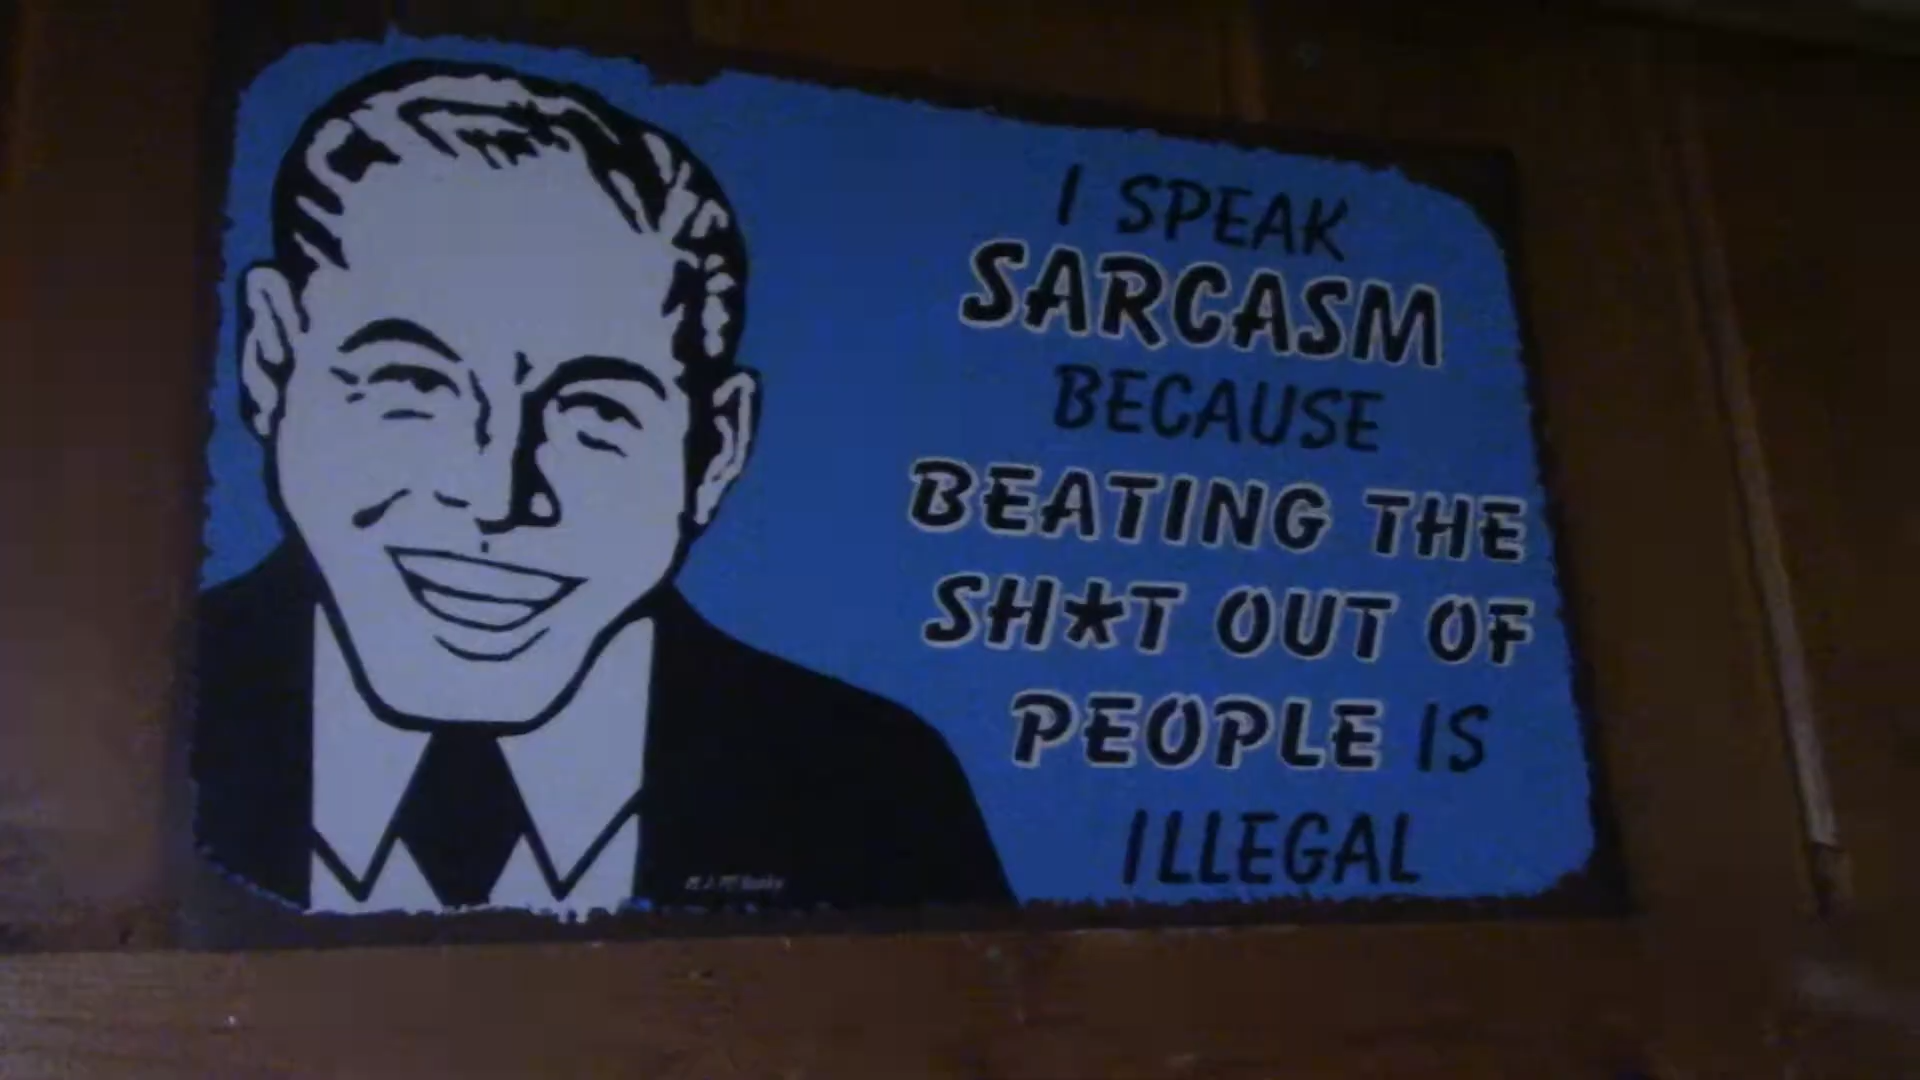 I SPEAK
SARCASM
BECAUSE
BEATING THE
SH*T OUT OF
PEOPLE IS
ILLEGAL